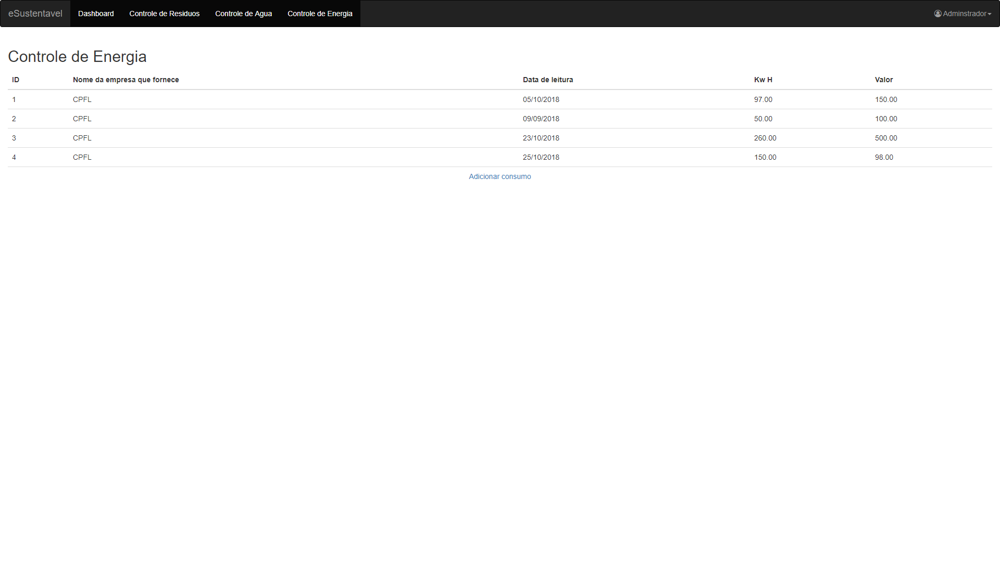 eSustentavel Dashboard Controle de Residuos Controle de Agua Controle de Energia Adminstrador
Controle de Energia
ID Nome da empresa que fornece Data de leitura Kw H Valor
1 CPFL 05/10/2018 97.00 150.00
2 CPFL 09/09/2018 50.00 100.00
3 CPFL 23/10/2018 260.00 500.00
4 CPFL 25/10/2018 150.00 98.00
Adicionar consumo